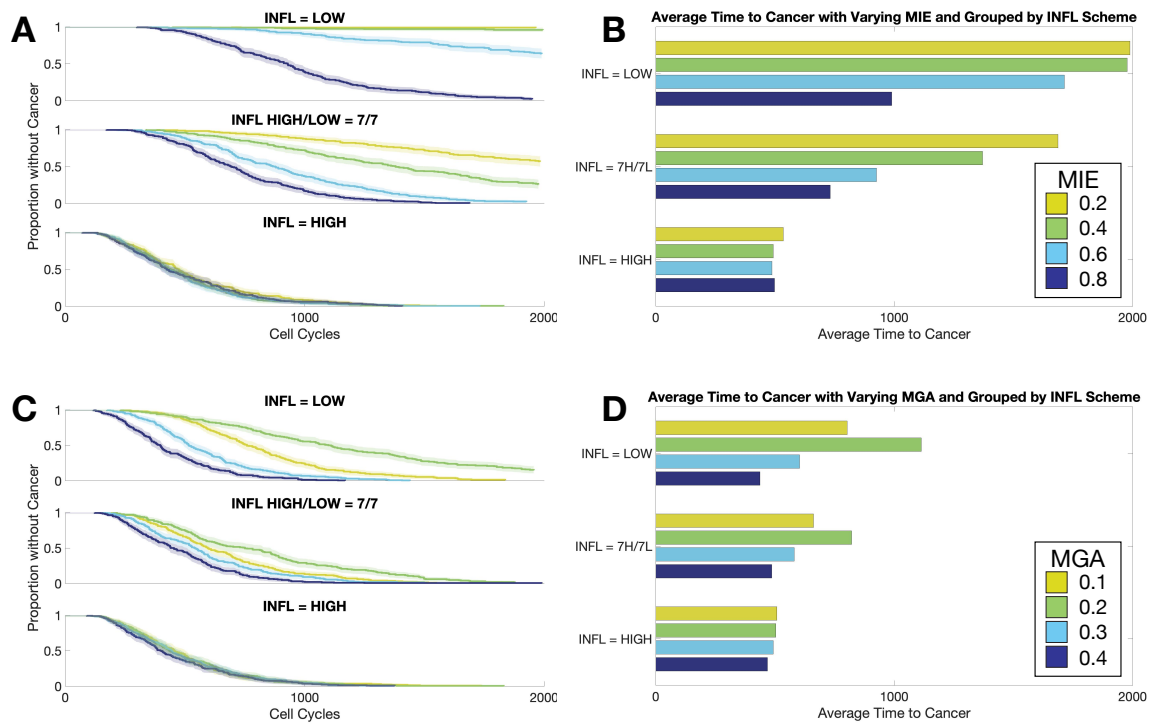 A
INFL = LOW
1
0.5
0
INFL HIGH/LOW = 7/7
1
0.5
0
INFL = HIGH
1
0.5
0
0
1000
2000
Cell Cycles
Proportion without Cancer
B
Average Time to Cancer with Varying MIE and Grouped by INFL Scheme
INFL = LOW
INFL = 7H/7L
INFL = HIGH
0
1000
2000
Average Time to Cancer
MIE
0.2
0.4
0.6
0.8
C
INFL = LOW
1
0.5
0
INFL HIGH/LOW = 7/7
1
0.5
0
INFL = HIGH
1
0.5
0
0
1000
2000
Cell Cycles
Proportion without Cancer
D
Average Time to Cancer with Varying MGA and Grouped by INFL Scheme
INFL = LOW
INFL = 7H/7L
INFL = HIGH
0
1000
2000
Average Time to Cancer
MGA
0.1
0.2
0.3
0.4